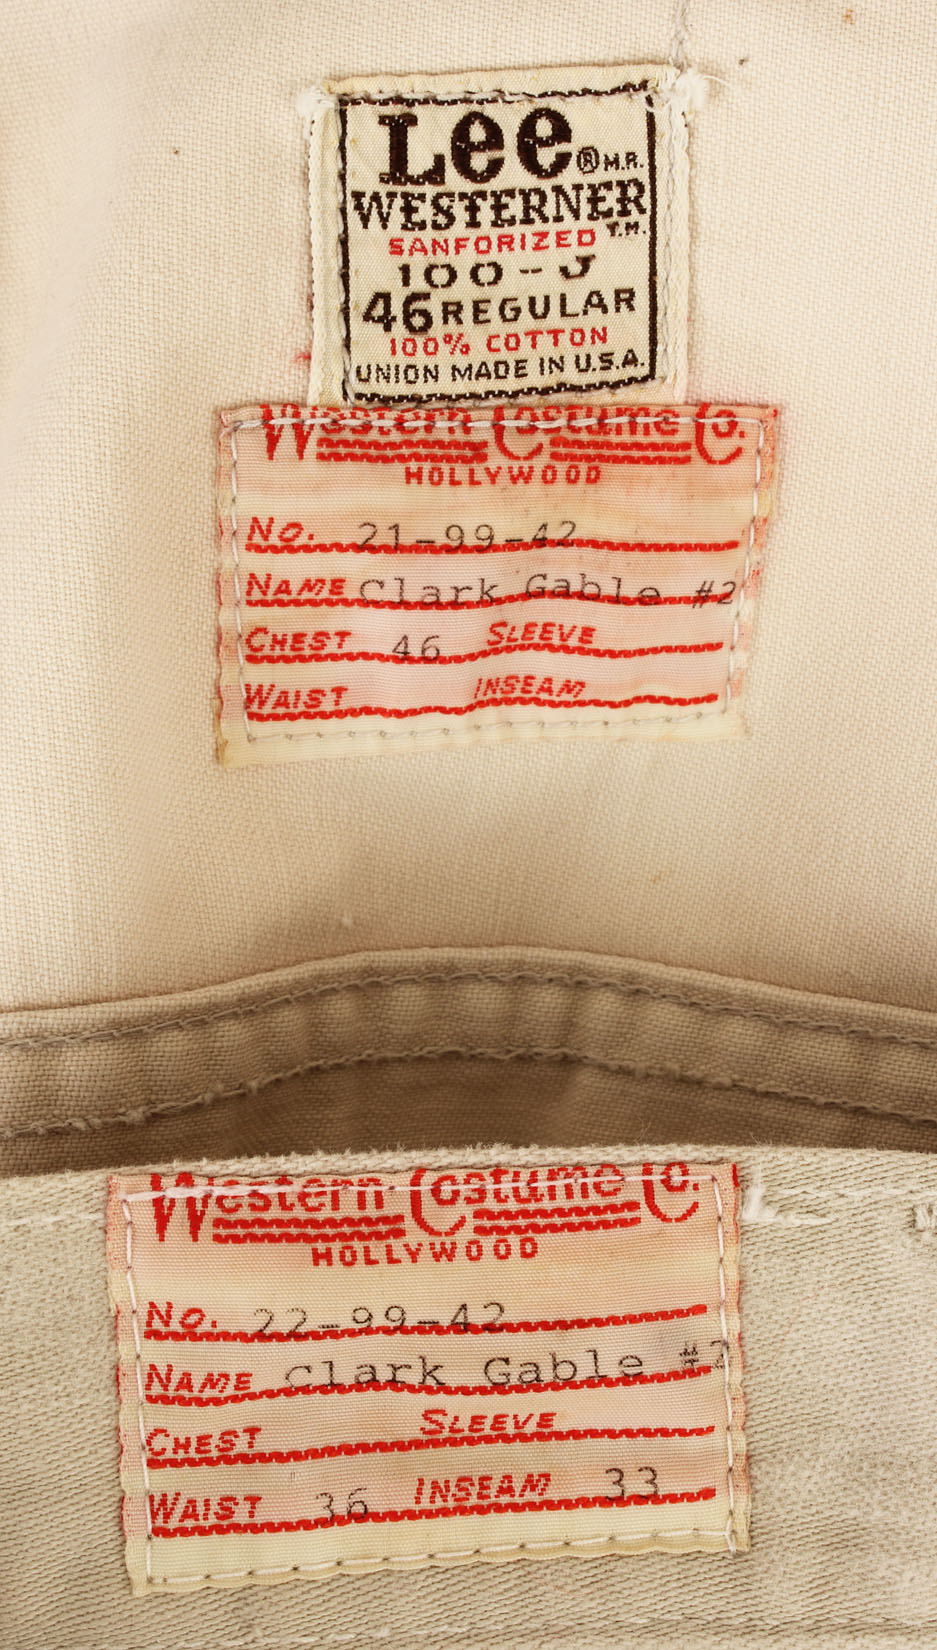 Lee ® M.R.
WESTERNER T.M.
SANFORIZED
100-J
46 REGULAR
100% COTTON
UNION MADE IN U.S.A.
Western Costume Co.
HOLLYWOOD
No. 21-99-42
NAME Clark Gable #2
CHEST 46 SLEEVE
WAIST INSEAM
Western Costume Co.
HOLLYWOOD
No. 22-99-42
NAME Clark Gable #2
CHEST SLEEVE
WAIST 36 INSEAM 33